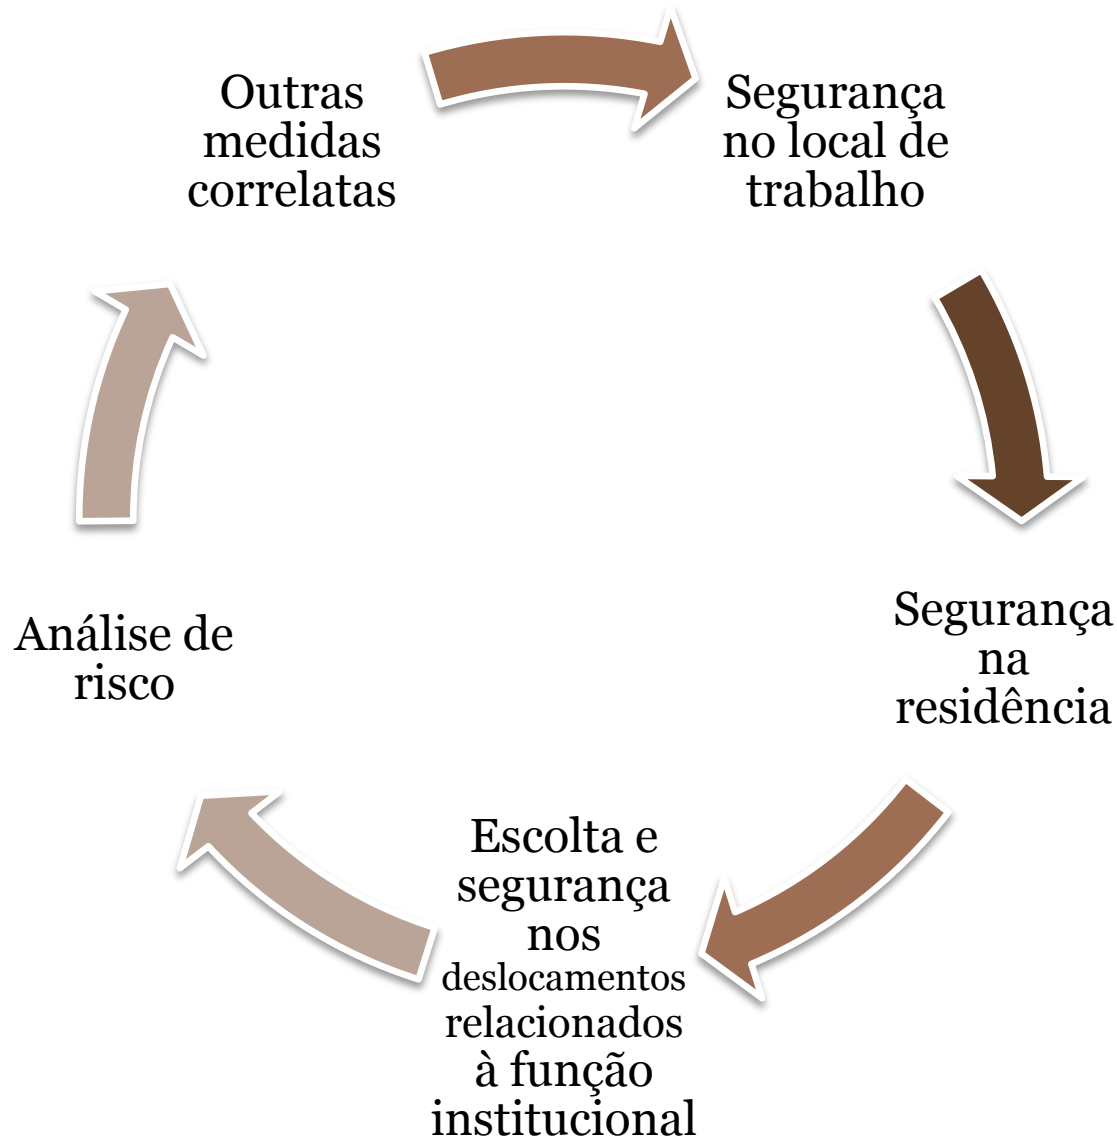 Outras
medidas
correlatas
Segurança
no local de
trabalho
Segurança
na
residência
Escolta e
segurança
nos
deslocamentos
relacionados
à função
institucional
Análise de
risco